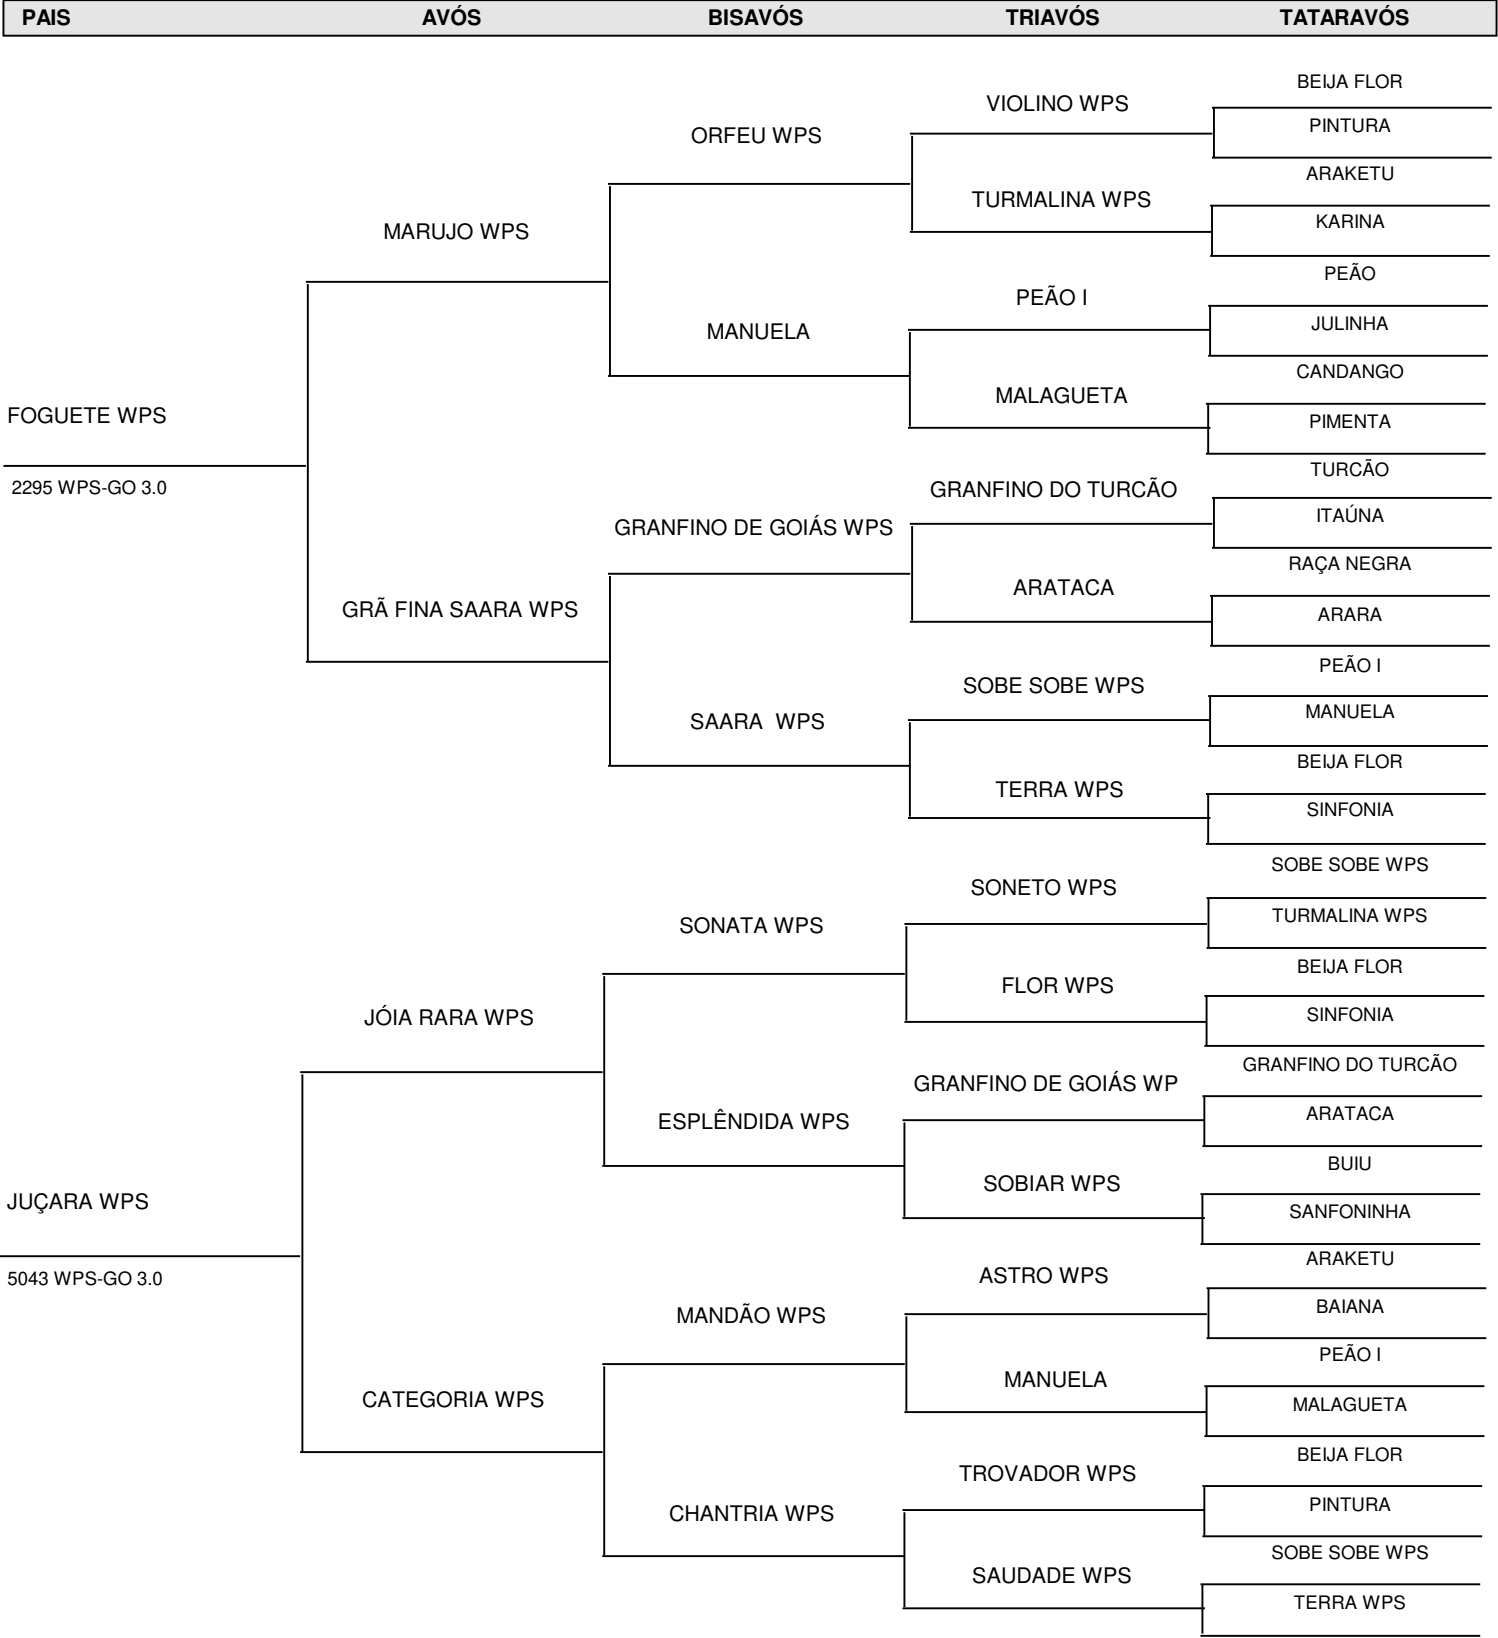 PAIS AVÓS BISAVÓS TRIAVÓS TATARAVÓS
BEIJA FLOR
VIOLINO WPS
PINTURA
ORFEU WPS
ARAKETU
TURMALINA WPS
KARINA
MARUJO WPS
PEÃO
PEÃO I
JULINHA
MANUELA
CANDANGO
MALAGUETA
PIMENTA
FOGUETE WPS
2295 WPS-GO 3.0
TURCÃO
GRANFINO DO TURCÃO
ITAÚNA
GRANFINO DE GOIÁS WPS
RAÇA NEGRA
ARATACA
ARARA
GRÃ FINA SAARA WPS
PEÃO I
SOBE SOBE WPS
MANUELA
SAARA  WPS
BEIJA FLOR
TERRA WPS
SINFONIA
SOBE SOBE WPS
SONETO WPS
TURMALINA WPS
SONATA WPS
BEIJA FLOR
FLOR WPS
SINFONIA
JÓIA RARA WPS
GRANFINO DO TURCÃO
GRANFINO DE GOIÁS WP
ARATACA
ESPLÊNDIDA WPS
BUIU
SOBIAR WPS
SANFONINHA
JUÇARA WPS
5043 WPS-GO 3.0
ARAKETU
ASTRO WPS
BAIANA
MANDÃO WPS
PEÃO I
MANUELA
MALAGUETA
CATEGORIA WPS
BEIJA FLOR
TROVADOR WPS
PINTURA
CHANTRIA WPS
SOBE SOBE WPS
SAUDADE WPS
TERRA WPS